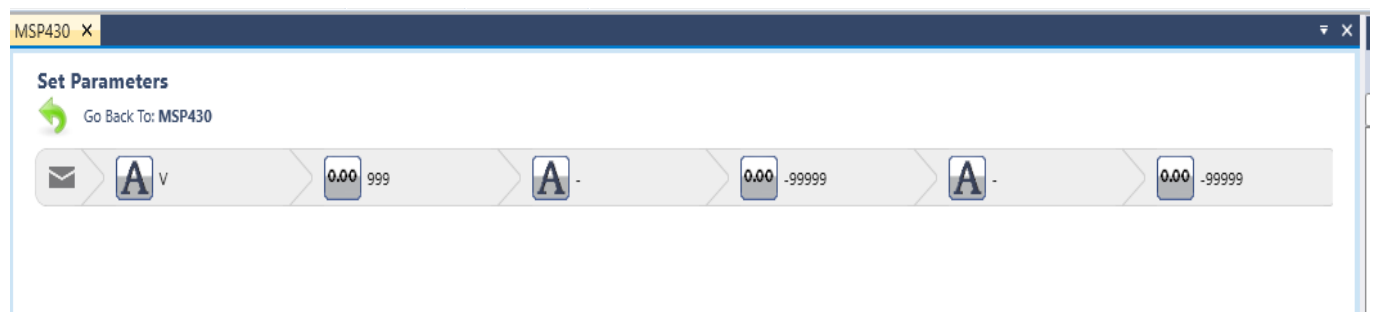 MSP430
Set Parameters
Go Back To: MSP430
A V 0.00 999 A - 0.00 -99999 A - 0.00 -99999